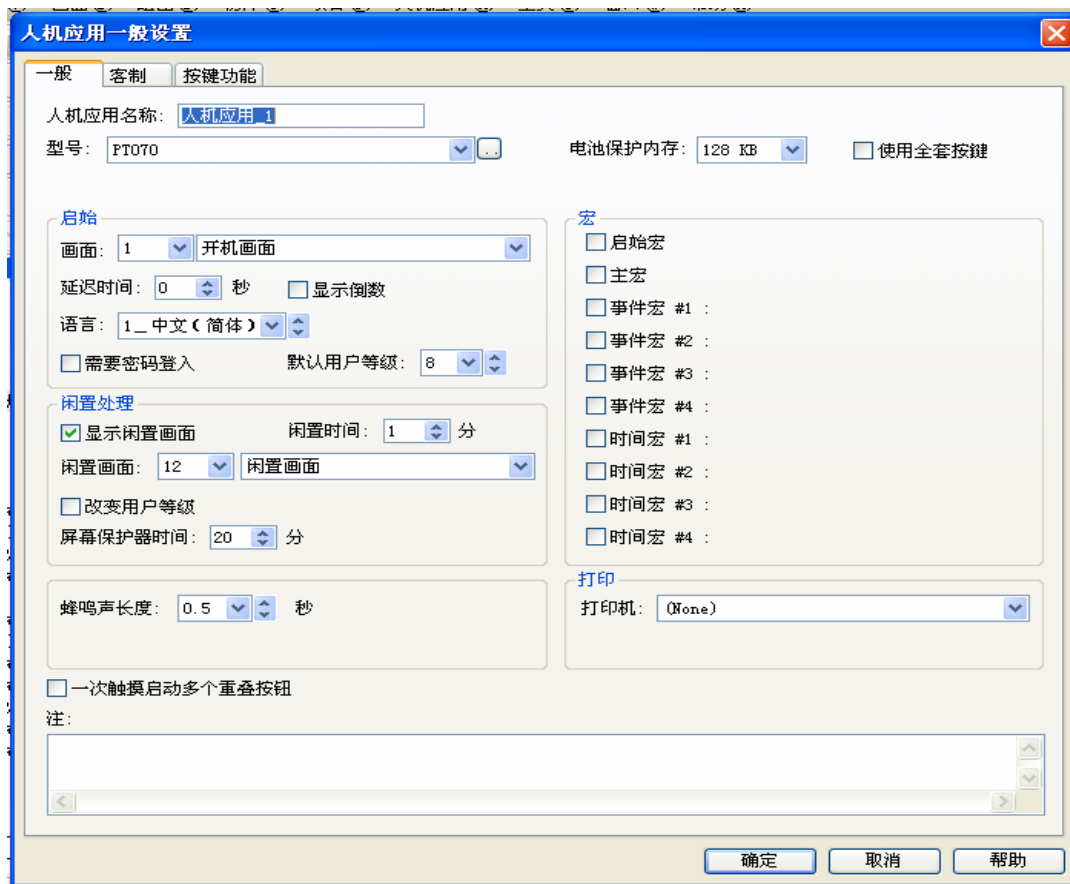 人机应用一般设置
一般 客制 按键功能
人机应用名称: 人机应用_1
型号: PT070 .. 电池保护内存: 128 KB 使用全套按鍵
启始
画面: 1 开机画面
延迟时间: 0 秒 显示倒数
语言: 1_中文(简体)
需要密码登入 默认用户等级: 8
闲置处理
显示闲置画面 闲置时间: 1 分
闲置画面: 12 闲置画面
改变用户等级
屏幕保护器时间: 20 分
蜂鸣声长度: 0.5 秒
宏
启始宏
主宏
事件宏 #1 :
事件宏 #2 :
事件宏 #3 :
事件宏 #4 :
时间宏 #1 :
时间宏 #2 :
时间宏 #3 :
时间宏 #4 :
打印
打印机: (None)
一次触摸启动多个重叠按钮
注:
确定 取消 帮助